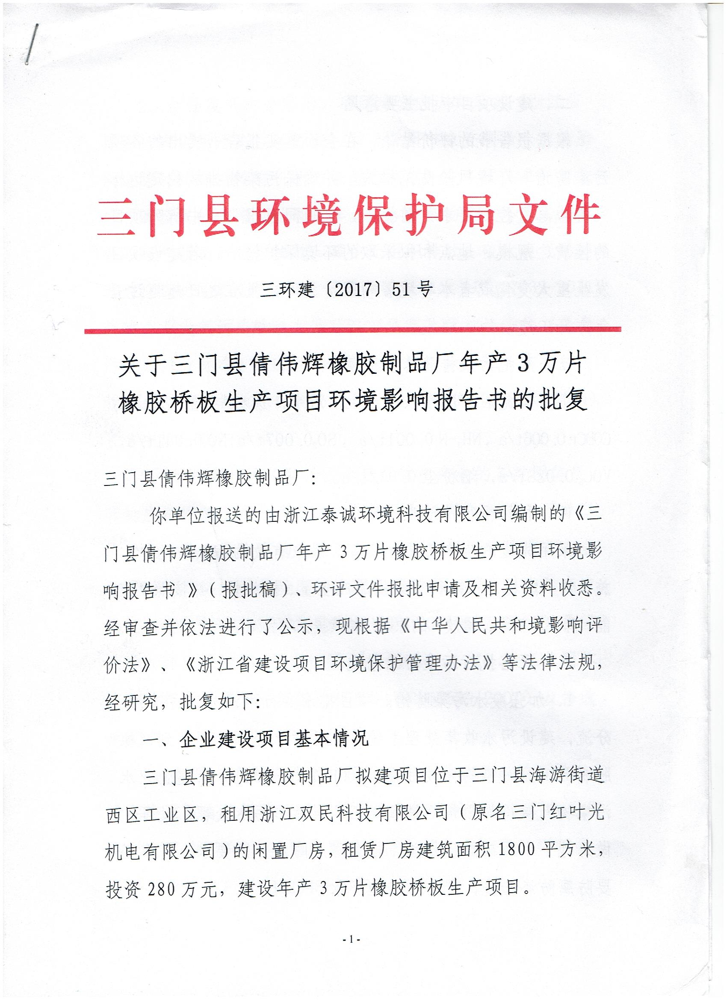 三门县环境保护局文件
三环建〔2017〕51号
关于三门县倩伟辉橡胶制品厂年产3万片
橡胶桥板生产项目环境影响报告书的批复
三门县倩伟辉橡胶制品厂：
你单位报送的由浙江泰诚环境科技有限公司编制的《三
门县倩伟辉橡胶制品厂年产3万片橡胶桥板生产项目环境影
响报告书 》（报批稿）、环评文件报批申请及相关资料收悉。
经审查并依法进行了公示，现根据《中华人民共和境影响评
价法》、《浙江省建设项目环境保护管理办法》等法律法规，
经研究，批复如下：
一、企业建设项目基本情况
三门县倩伟辉橡胶制品厂拟建项目位于三门县海游街道
西区工业区，租用浙江双民科技有限公司（原名三门红叶光
机电有限公司）的闲置厂房，租赁厂房建筑面积1800平方米，
投资280万元，建设年产3万片橡胶桥板生产项目。
- 1 -